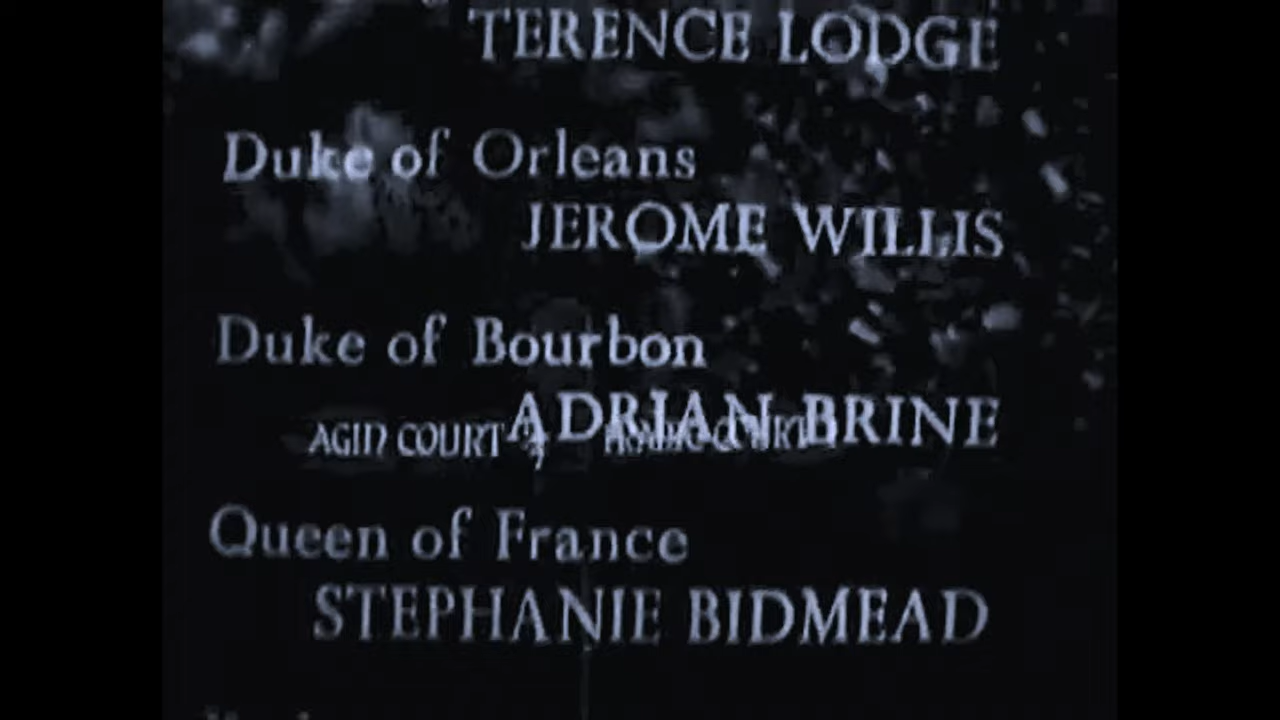 TERENCE LODGE
Duke of Orleans
JEROME WILLIS
Duke of Bourbon
ADRIAN BRINE
AGIN COURT
Queen of France
STEPHANIE BIDMEAD